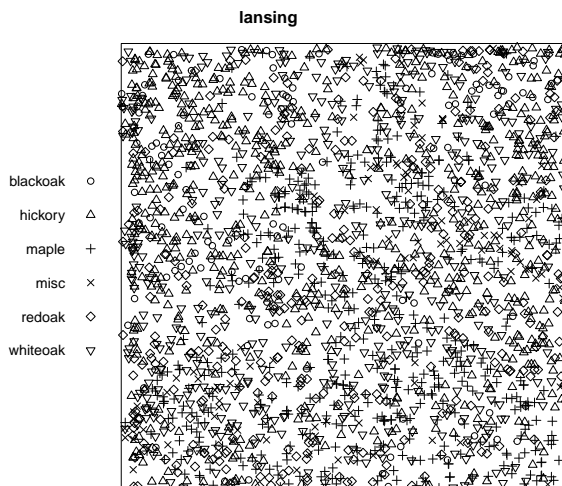 lansing
blackoak
hickory
maple
misc
redoak
whiteoak